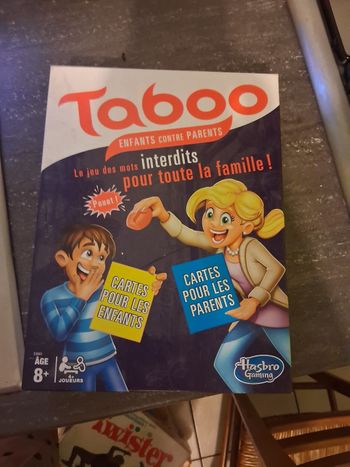 Taboo
ENFANTS CONTRE PARENTS
Le jeu des mots interdits
pour toute la famille !
Pouet !
CARTES
POUR LES
ENFANTS
CARTES
POUR LES
PARENTS
ÂGE
8+
JOUEURS
Hasbro
Gaming
Twister